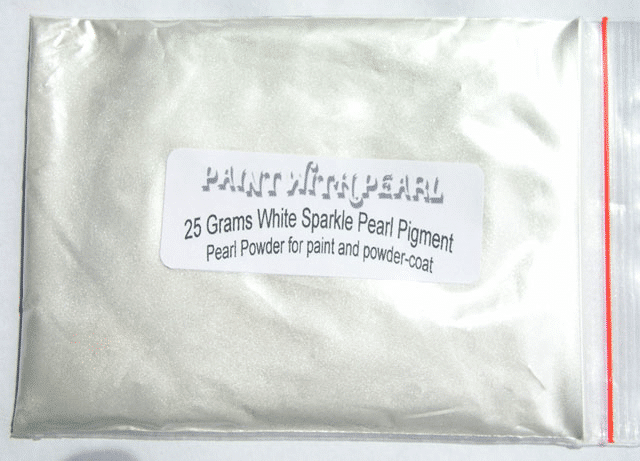 PAINT WITH PEARL
25 Grams White Sparkle Pearl Pigment
Pearl Powder for paint and powder-coat